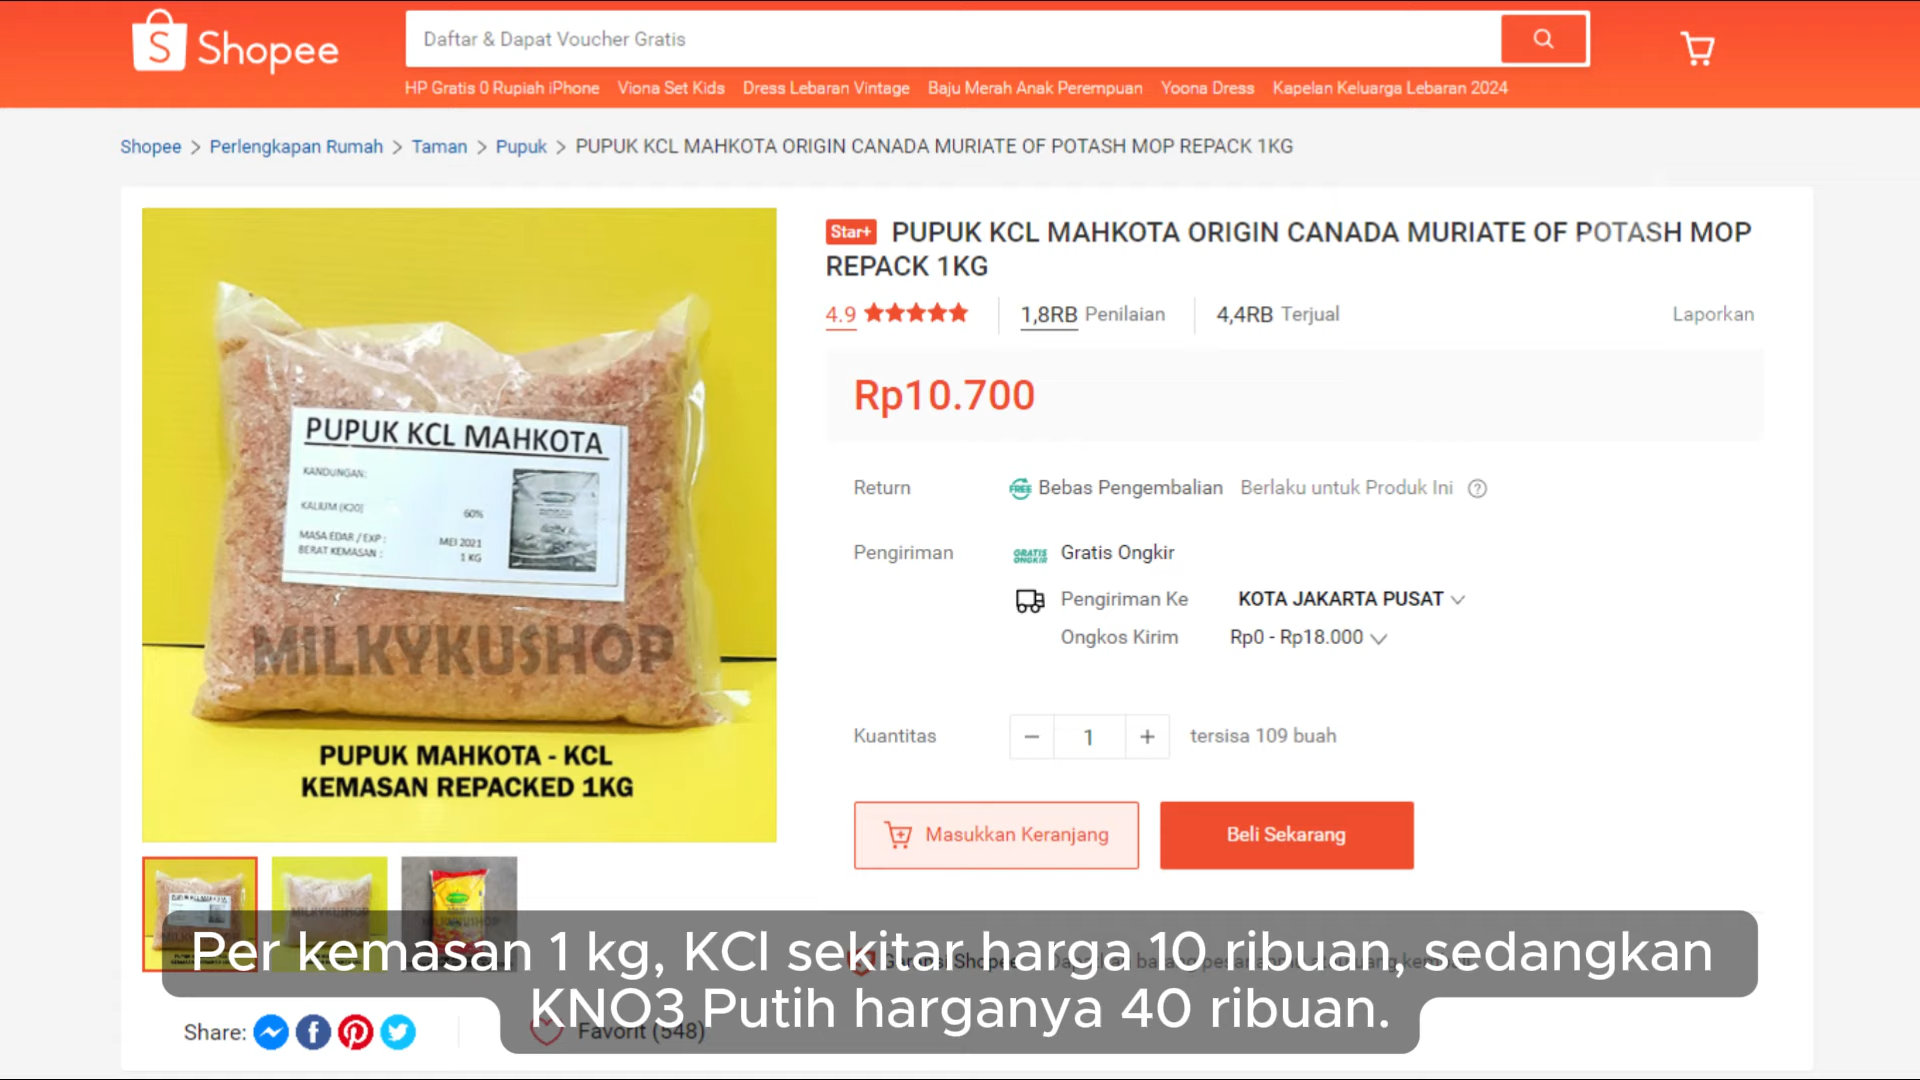 Shopee
Daftar & Dapat Voucher Gratis
HP Gratis 0 Rupiah iPhone Viona Set Kids Dress Lebaran Vintage Baju Merah Anak Perempuan Yoona Dress Kapelan Keluarga Lebaran 2024
Shopee > Perlengkapan Rumah > Taman > Pupuk > PUPUK KCL MAHKOTA ORIGIN CANADA MURIATE OF POTASH MOP REPACK 1KG
PUPUK KCL MAHKOTA
KANDUNGAN:
KALIUM (K2O) 60%
MASA EDAR / EXP : MEI 2021
BERAT KEMASAN : 1 KG
MILKYKUSHOP
PUPUK MAHKOTA - KCL
KEMASAN REPACKED 1KG
Star+ PUPUK KCL MAHKOTA ORIGIN CANADA MURIATE OF POTASH MOP
REPACK 1KG
4.9 1,8RB Penilaian 4,4RB Terjual Laporkan
Rp10.700
Return FREE Bebas Pengembalian Berlaku untuk Produk Ini ?
Pengiriman GRATIS ONGKIR Gratis Ongkir
Pengiriman Ke KOTA JAKARTA PUSAT
Ongkos Kirim Rp0 - Rp18.000
Kuantitas − 1 + tersisa 109 buah
Masukkan Keranjang Beli Sekarang
Per kemasan 1 kg, KCl sekitar harga 10 ribuan, sedangkan
KNO3 Putih harganya 40 ribuan.
Share: Favorit (548)